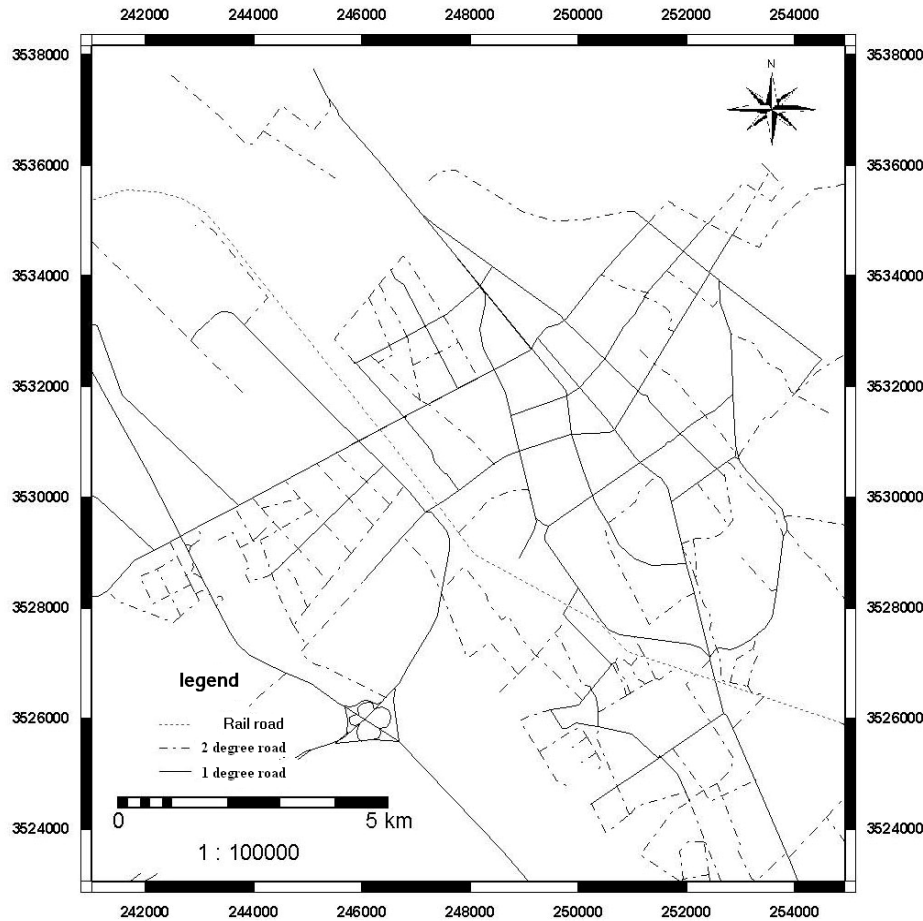 242000 244000 246000 248000 250000 252000 254000
3538000 3538000
N
3536000 3536000
3534000 3534000
3532000 3532000
3530000 3530000
3528000 3528000
legend
Rail road
3526000 3526000
2 degree road
1 degree road
3524000 3524000
0 5 km
1 : 100000
242000 244000 246000 248000 250000 252000 254000